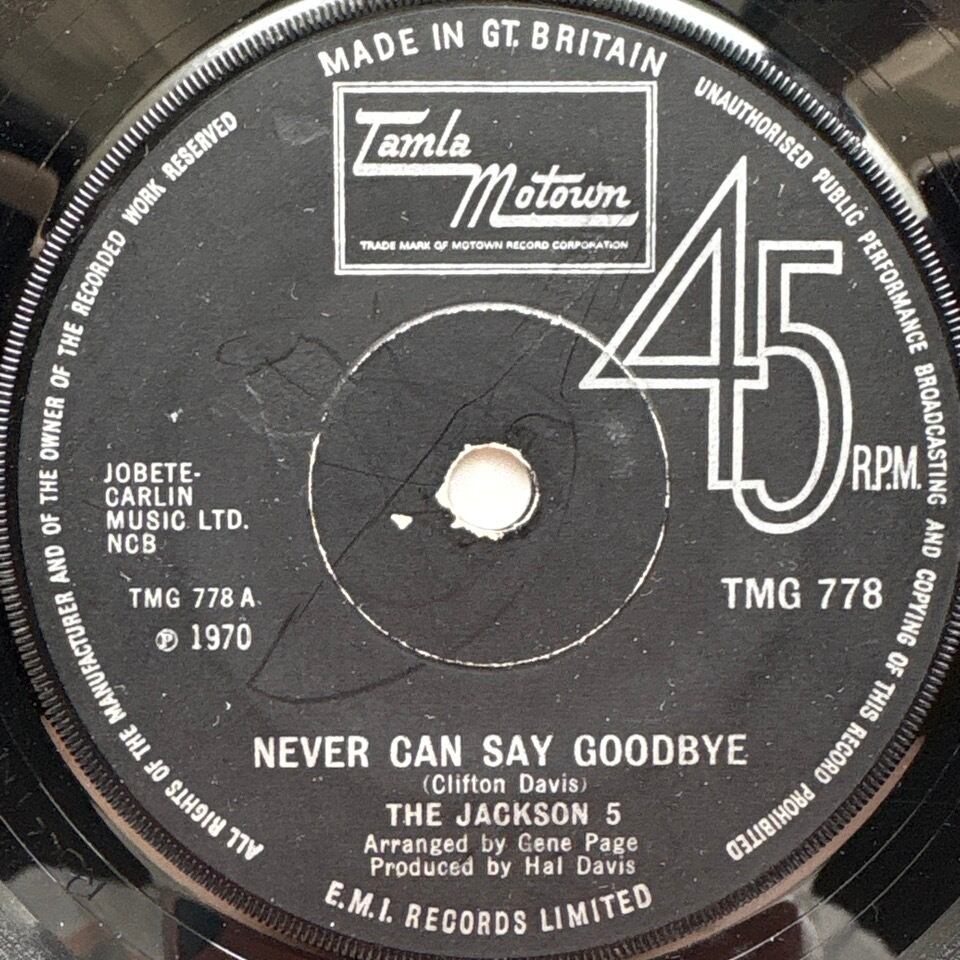 MADE IN GT. BRITAIN
Tamla
Motown
TRADE MARK OF MOTOWN RECORD CORPORATION
45
R.P.M.
JOBETE-
CARLIN
MUSIC LTD.
NCB
TMG 778 A
℗ 1970
TMG 778
NEVER CAN SAY GOODBYE
(Clifton Davis)
THE JACKSON 5
Arranged by Gene Page
Produced by Hal Davis
E.M.I. RECORDS LIMITED
ALL RIGHTS OF THE MANUFACTURER AND OF THE OWNER OF THE RECORDED WORK RESERVED
UNAUTHORISED PUBLIC PERFORMANCE BROADCASTING AND COPYING OF THIS RECORD PROHIBITED